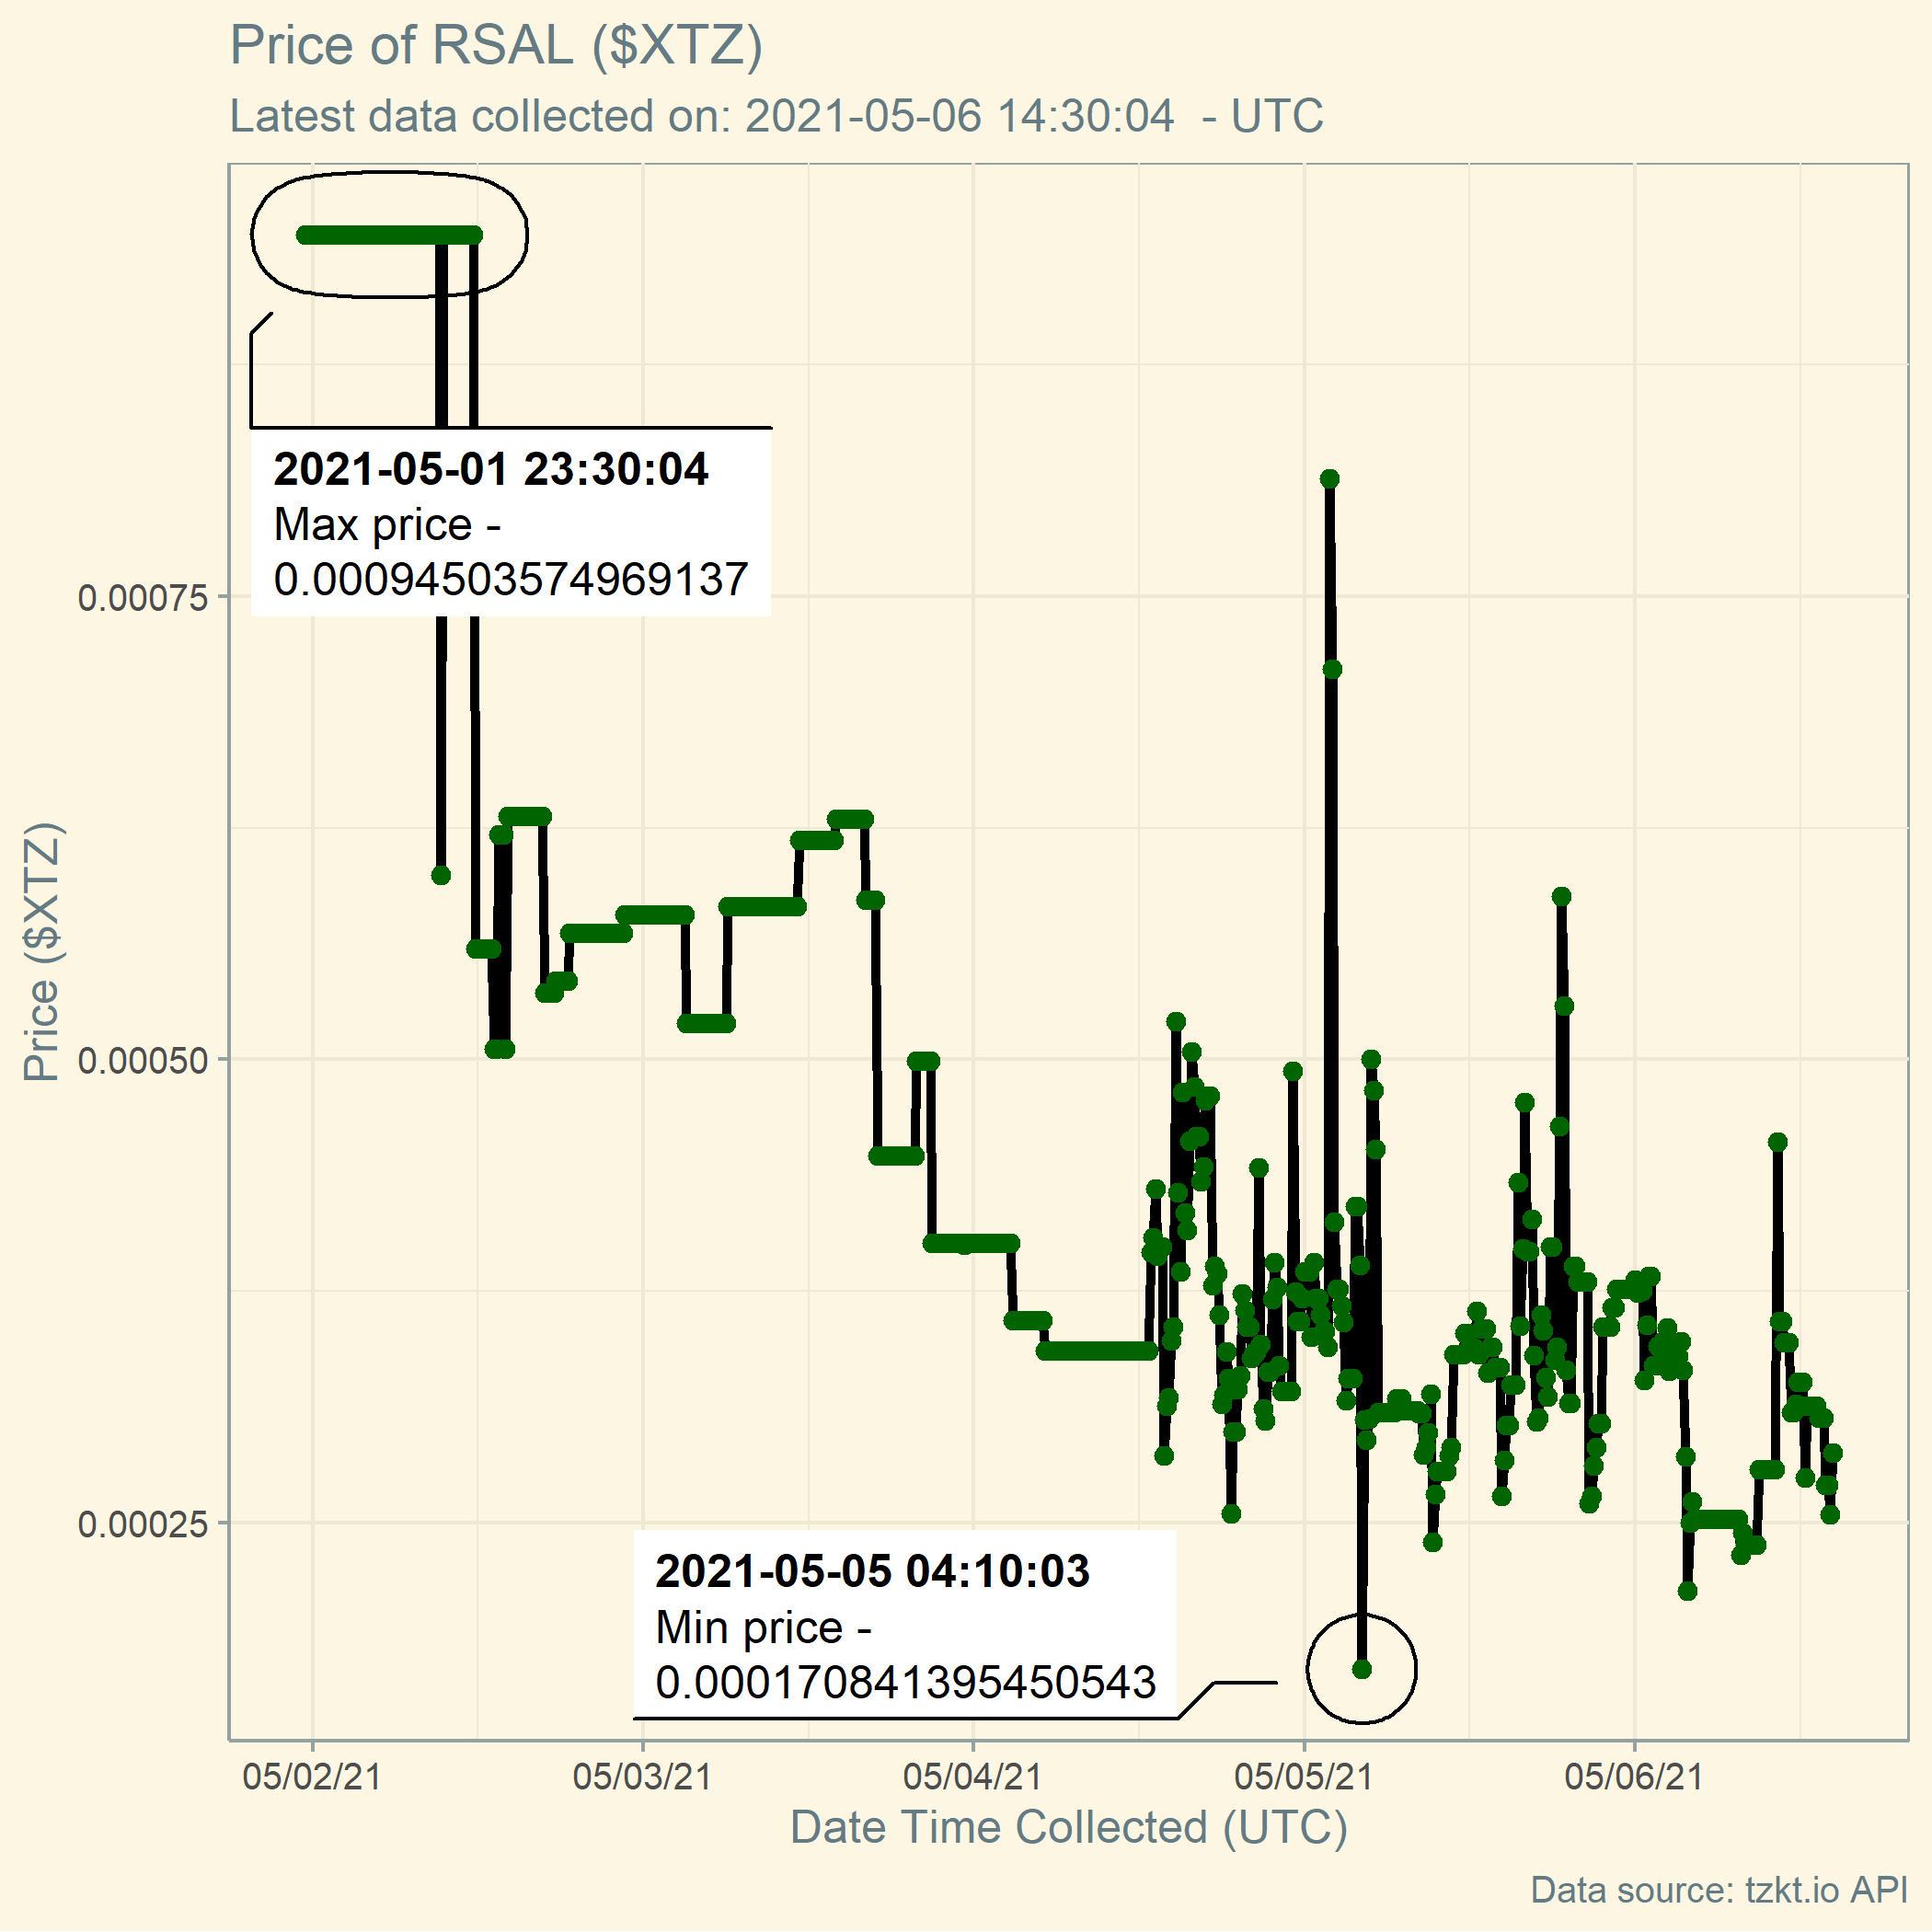 Price of RSAL ($XTZ)
Latest data collected on: 2021-05-06 14:30:04 - UTC
2021-05-01 23:30:04
Max price -
0.00094503574969137
0.00075
Price ($XTZ)
0.00050
0.00025
2021-05-05 04:10:03
Min price -
0.0001708413954505​43
05/02/21
05/03/21
05/04/21
05/05/21
05/06/21
Date Time Collected (UTC)
Data source: tzkt.io API